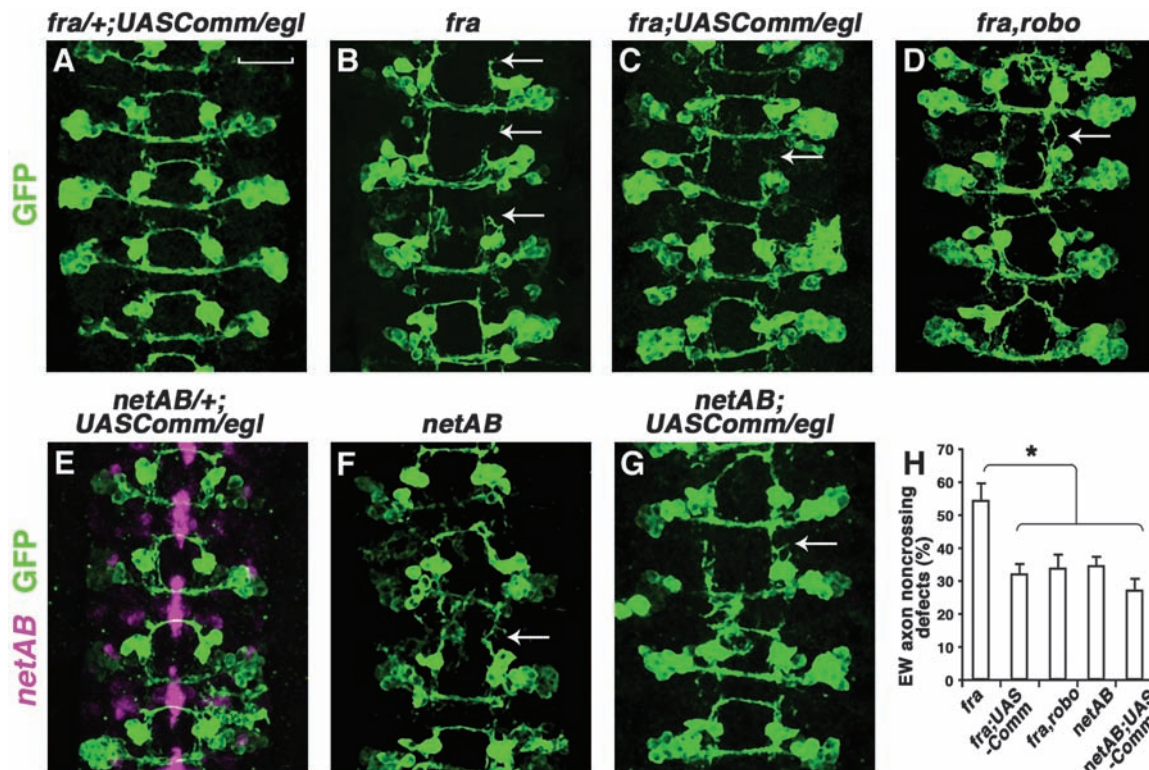 fra/+;UASComm/egl
fra
fra;UASComm/egl
fra,robo
A
B
C
D
GFP
netAB/+;
UASComm/egl
netAB
netAB;
UASComm/egl
E
F
G
H
netAB GFP
EW axon noncrossing
defects (%)
70
60
50
40
30
20
10
0
*
fra
fra;UAS
-Comm
fra,robo
netAB
netAB;UAS
-Comm